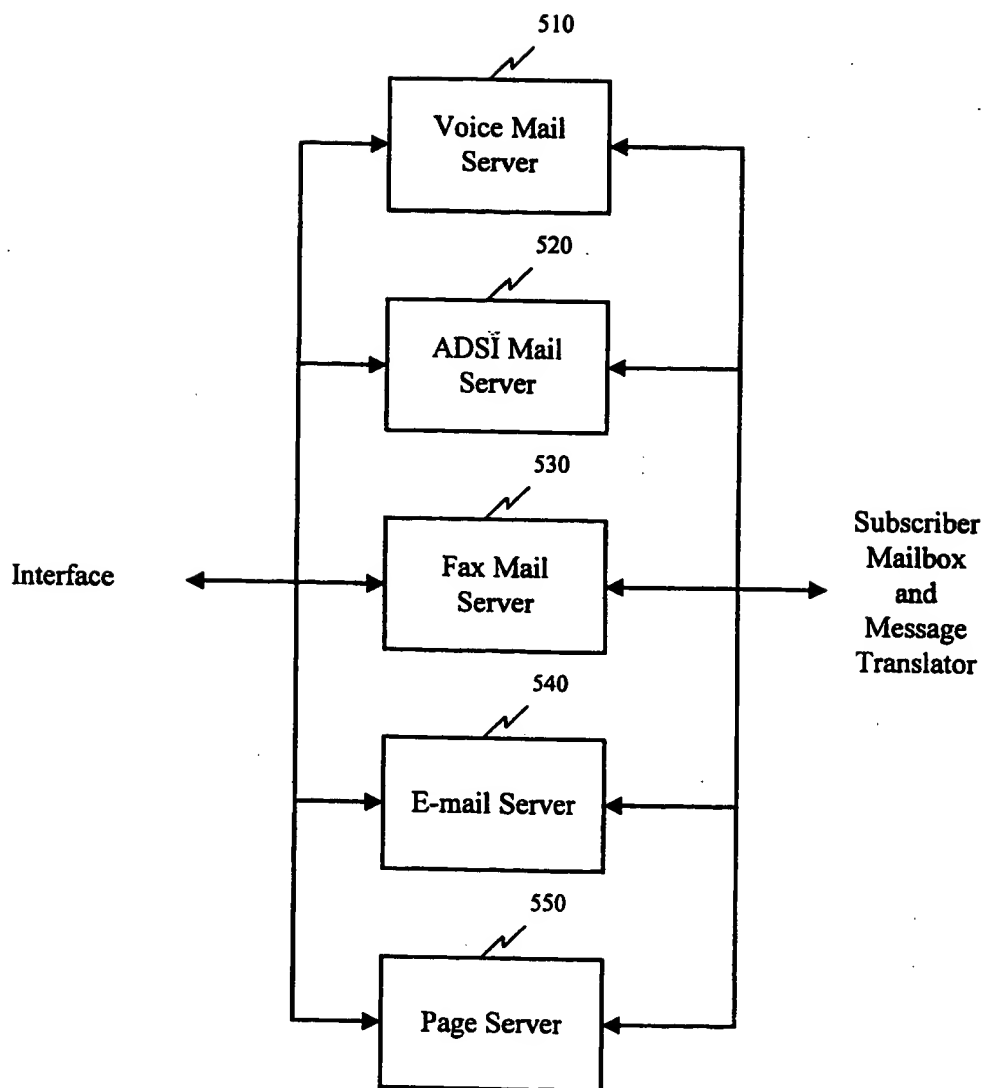 510
Voice Mail
Server
520
ADSI Mail
Server
530
Fax Mail
Server
Interface
Subscriber
Mailbox
and
Message
Translator
540
E-mail Server
550
Page Server